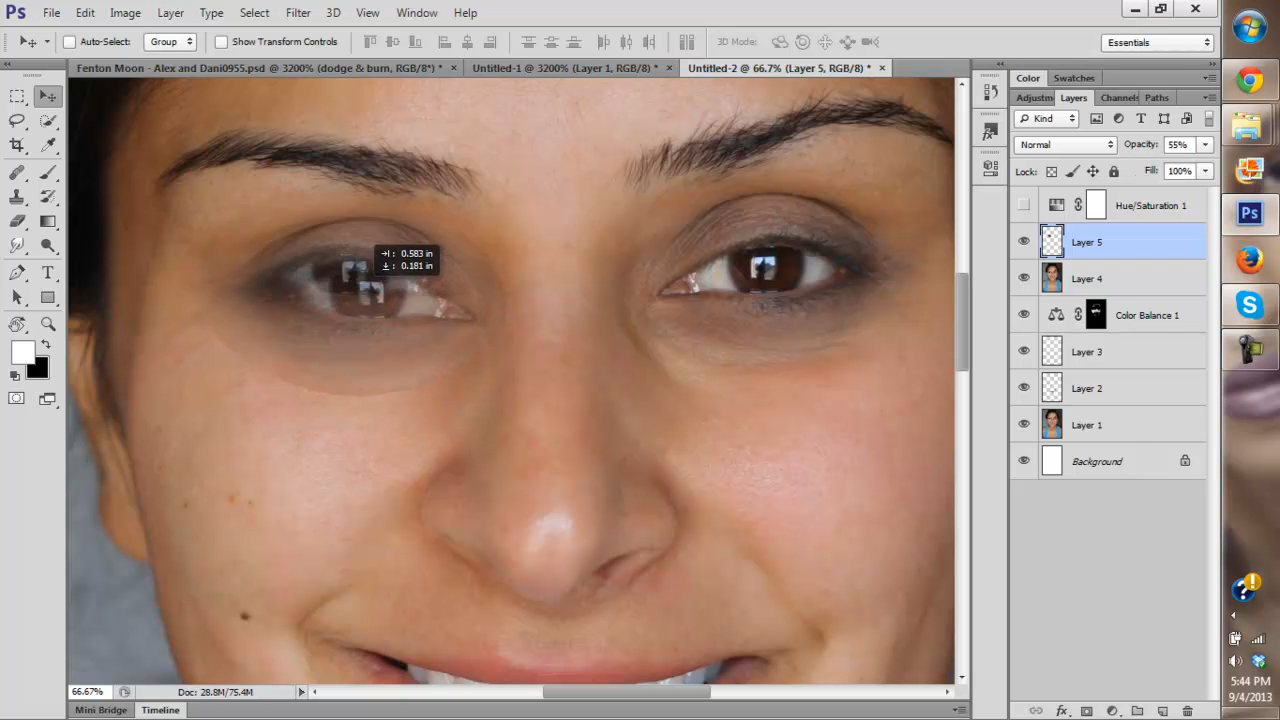 Ps File Edit Image Layer Type Select Filter 3D View Window Help
Auto-Select: Group Show Transform Controls 3D Mode: Essentials
Fenton Moon - Alex and Dani0955.psd @ 3200% (dodge & burn, RGB/8*) * × Untitled-1 @ 3200% (Layer 1, RGB/8) * × Untitled-2 @ 66.7% (Layer 5, RGB/8) * ×
Color Swatches
Adjustm Layers Channels Paths
Kind
Normal Opacity: 55%
Lock: Fill: 100%
Hue/Saturation 1
Layer 5
Layer 4
Color Balance 1
Layer 3
Layer 2
Layer 1
Background
: 0.583 in
: 0.181 in
66.67% Doc: 28.8M/75.4M
Mini Bridge Timeline
Ps
5:44 PM
9/4/2013